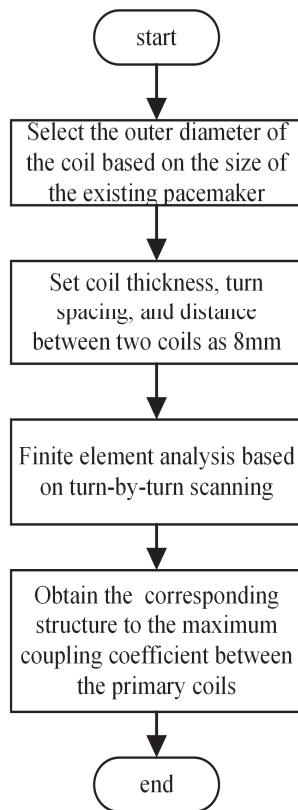 start
Select the outer diameter of
the coil based on the size of
the existing pacemaker
Set coil thickness, turn
spacing, and distance
between two coils as 8mm
Finite element analysis based
on turn-by-turn scanning
Obtain the corresponding
structure to the maximum
coupling coefficient between
the primary coils
end